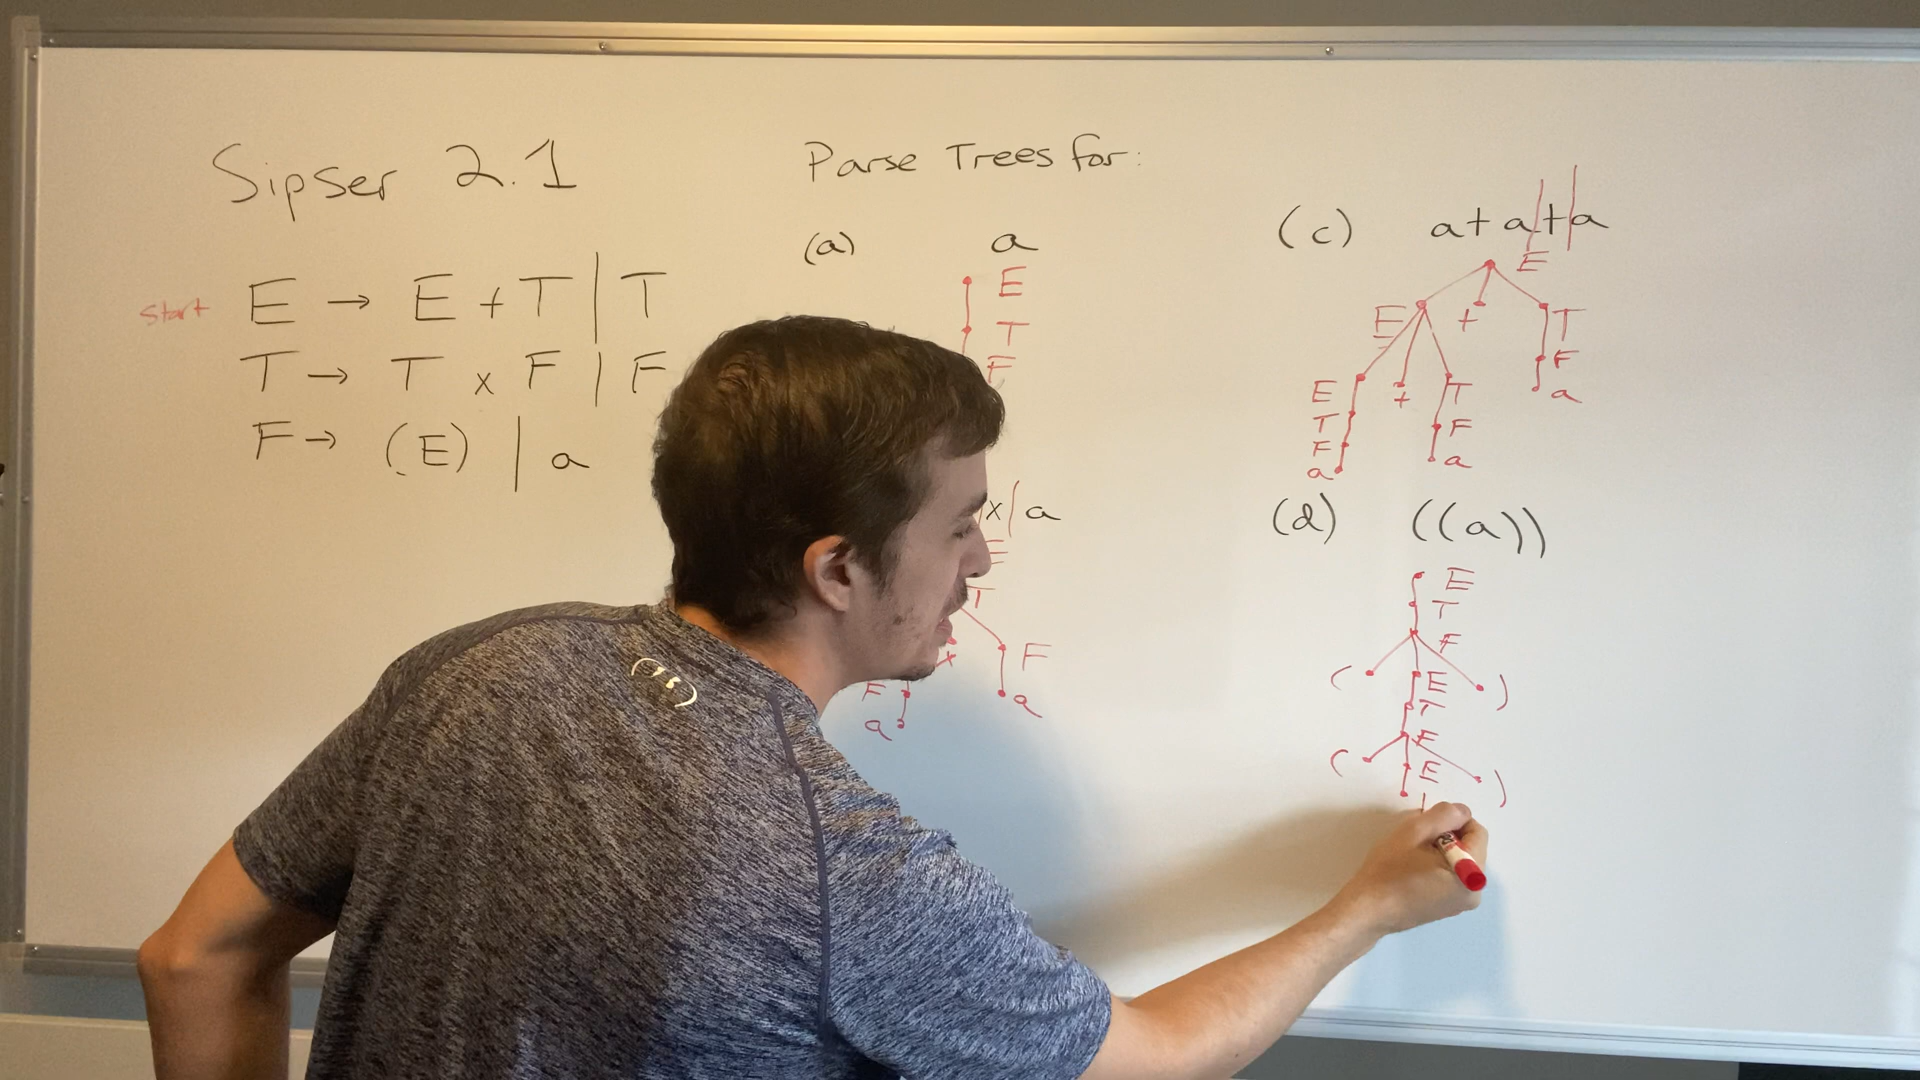 Sipser 2.1
start E → E + T | T
T → T x F | F
F → (E) | a
Parse Trees for:
(a) a
E
T
F
x | a
E
T
x F
F a
a
(c) a + a + a
E
E + T
F
a
E + T
T F
F a
a
(d) ((a))
E
T
F
( E )
T
F
( E )